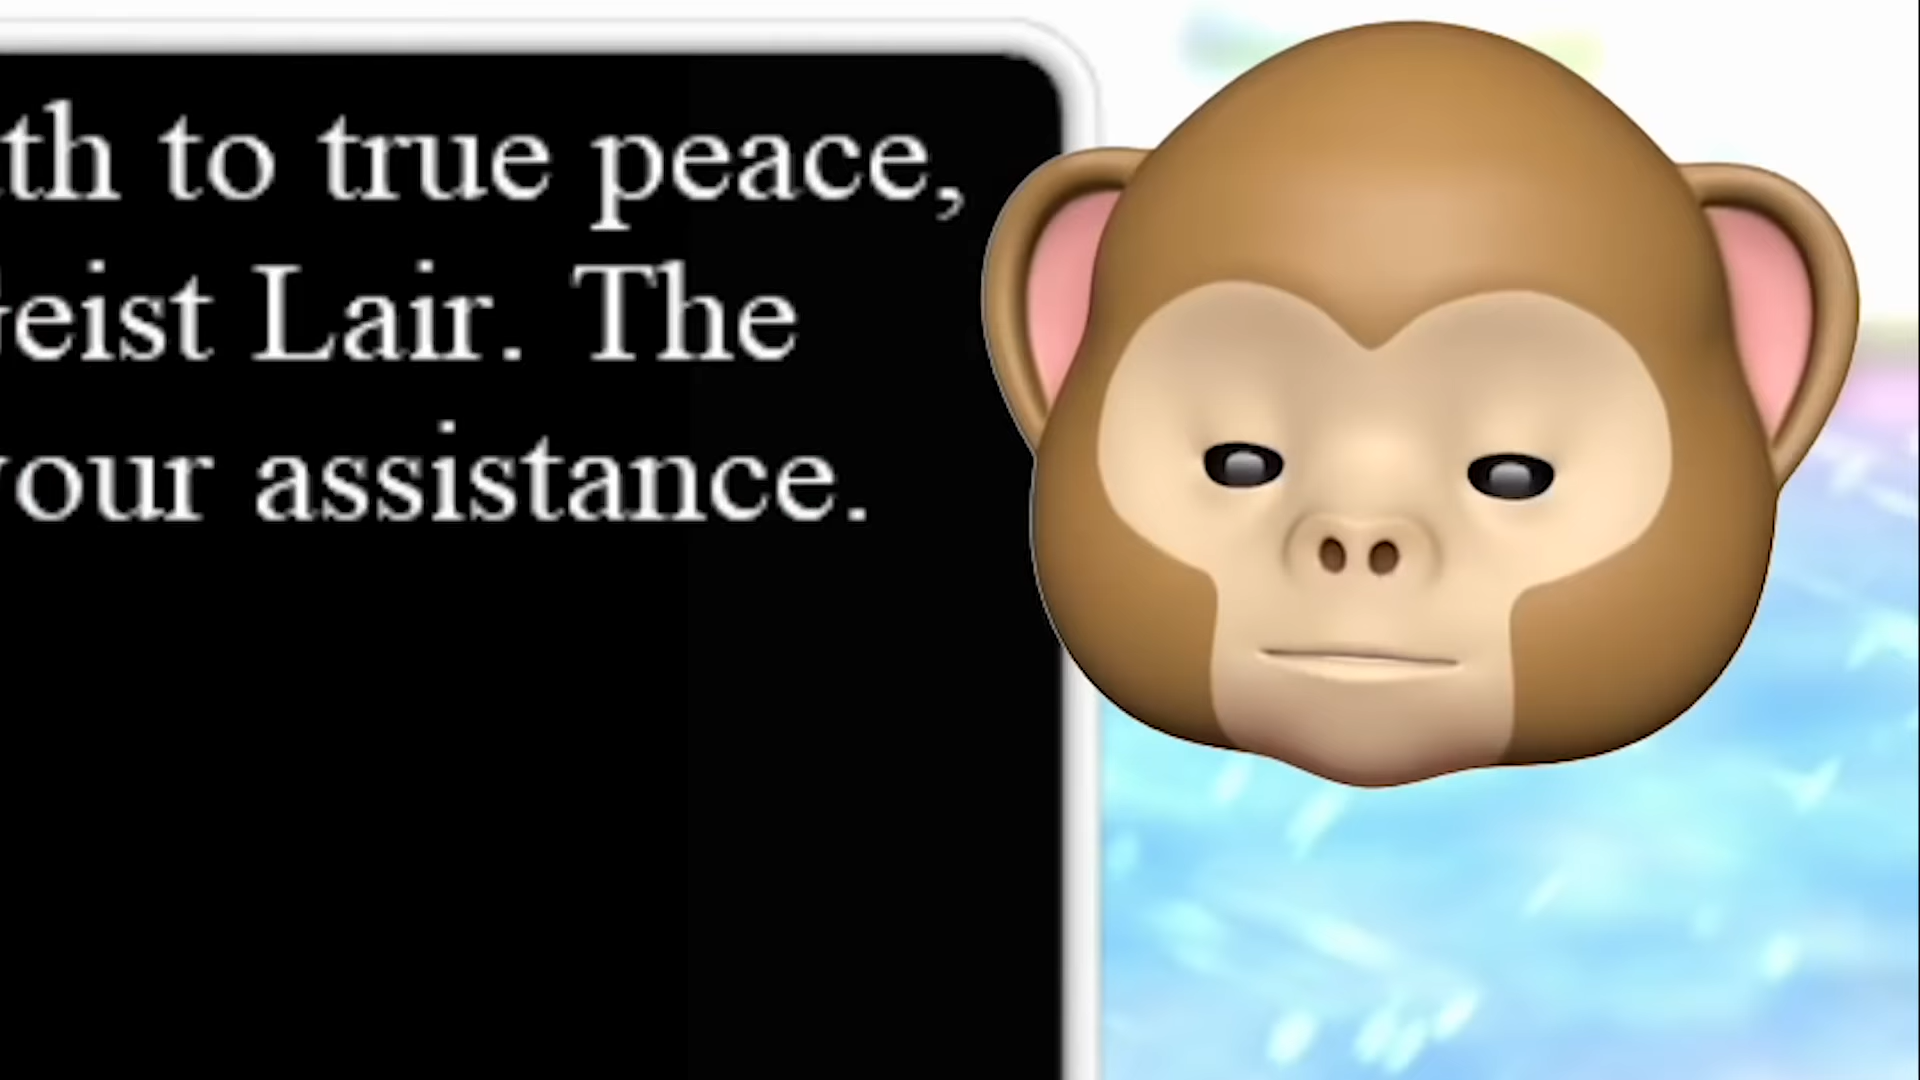 th to true peace,
eist Lair. The
our assistance.